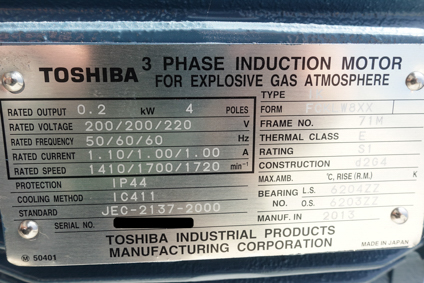 TOSHIBA 3 PHASE INDUCTION MOTOR
FOR EXPLOSIVE GAS ATMOSPHERE
RATED OUTPUT 0.2 kW 4 POLES
RATED VOLTAGE 200/200/220 V
RATED FREQUENCY 50/60/60 Hz
RATED CURRENT 1.10/1.00/1.00 A
RATED SPEED 1410/1700/1720 min⁻¹
PROTECTION IP44
COOLING METHOD IC411
STANDARD JEC-2137-2000
SERIAL NO.
TYPE
FORM
FRAME NO. 71M
THERMAL CLASS E
RATING S1
CONSTRUCTION d2G4
MAX.AMB. °C, RISE (R.M.) K
BEARING L.S. 6204ZZ
NO. O.S. 6203ZZ
MANUF. IN 2013
TOSHIBA INDUSTRIAL PRODUCTS
MANUFACTURING CORPORATION
MADE IN JAPAN
Ⓜ 50401